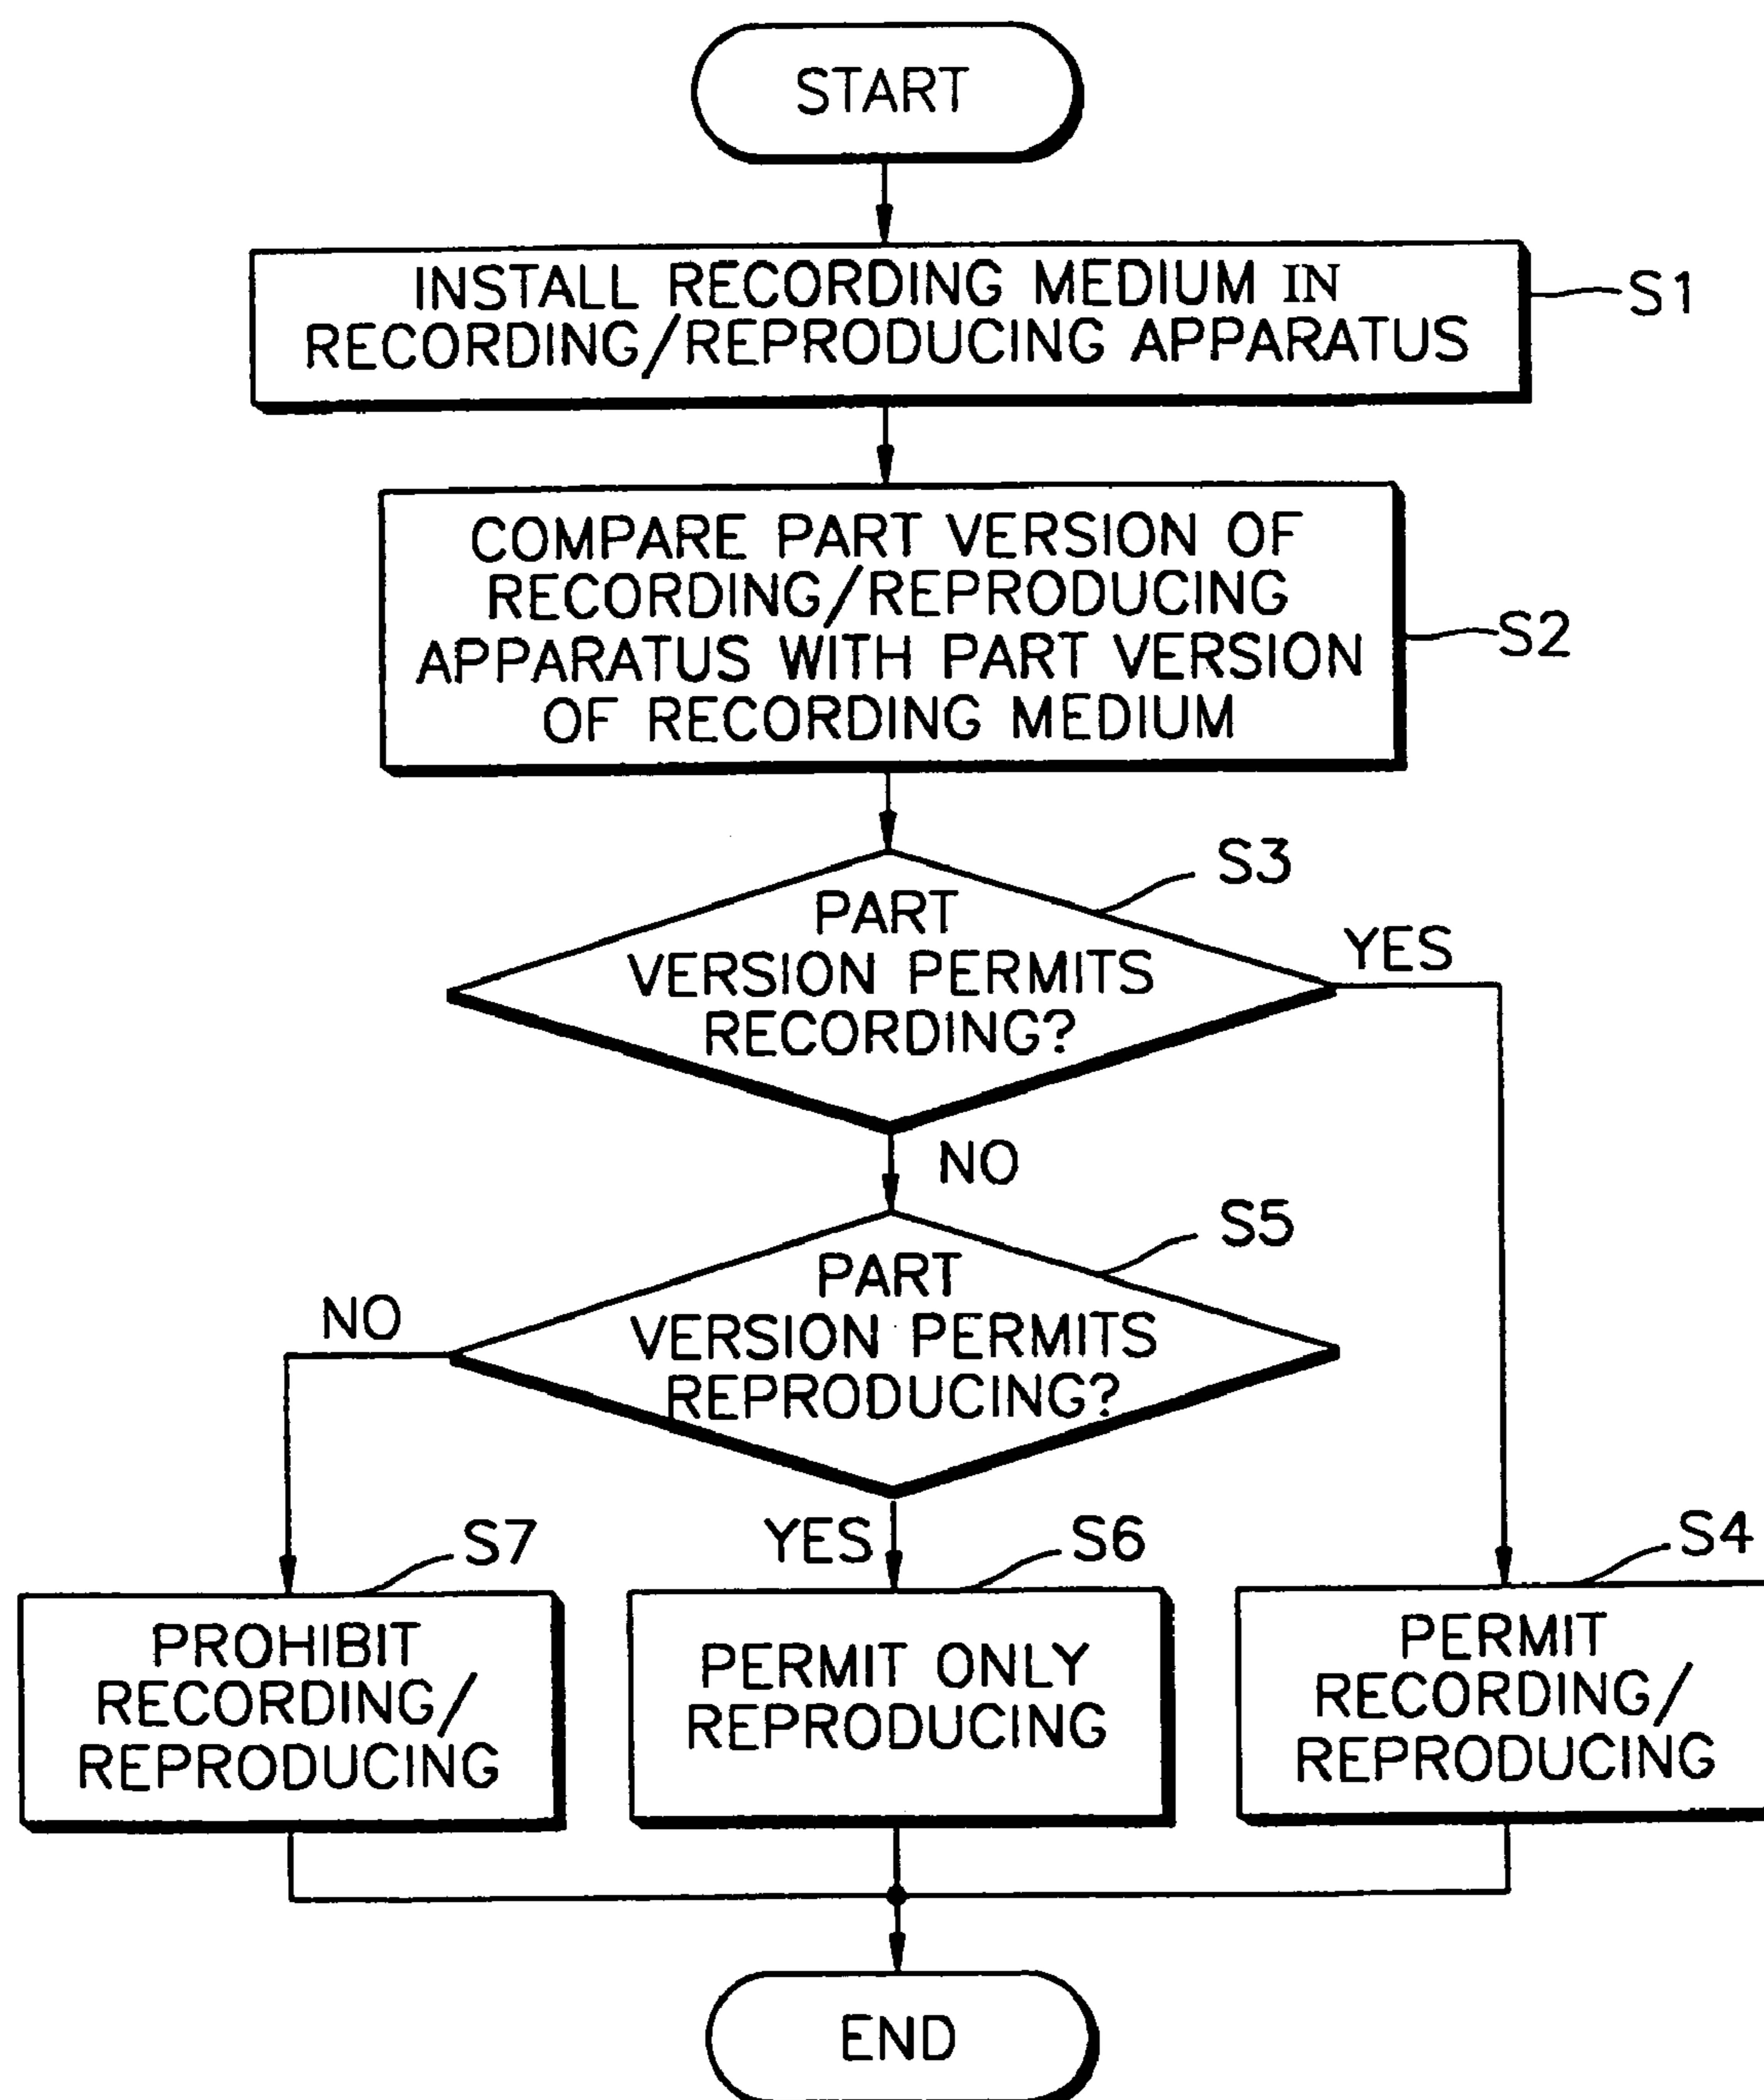 START
INSTALL RECORDING MEDIUM IN
RECORDING/REPRODUCING APPARATUS
S1
COMPARE PART VERSION OF
RECORDING/REPRODUCING
APPARATUS WITH PART VERSION
OF RECORDING MEDIUM
S2
S3
PART
VERSION PERMITS
RECORDING?
YES
NO
S5
PART
VERSION PERMITS
REPRODUCING?
NO
YES
S7
S6
S4
PROHIBIT
RECORDING/
REPRODUCING
PERMIT ONLY
REPRODUCING
PERMIT
RECORDING/
REPRODUCING
END